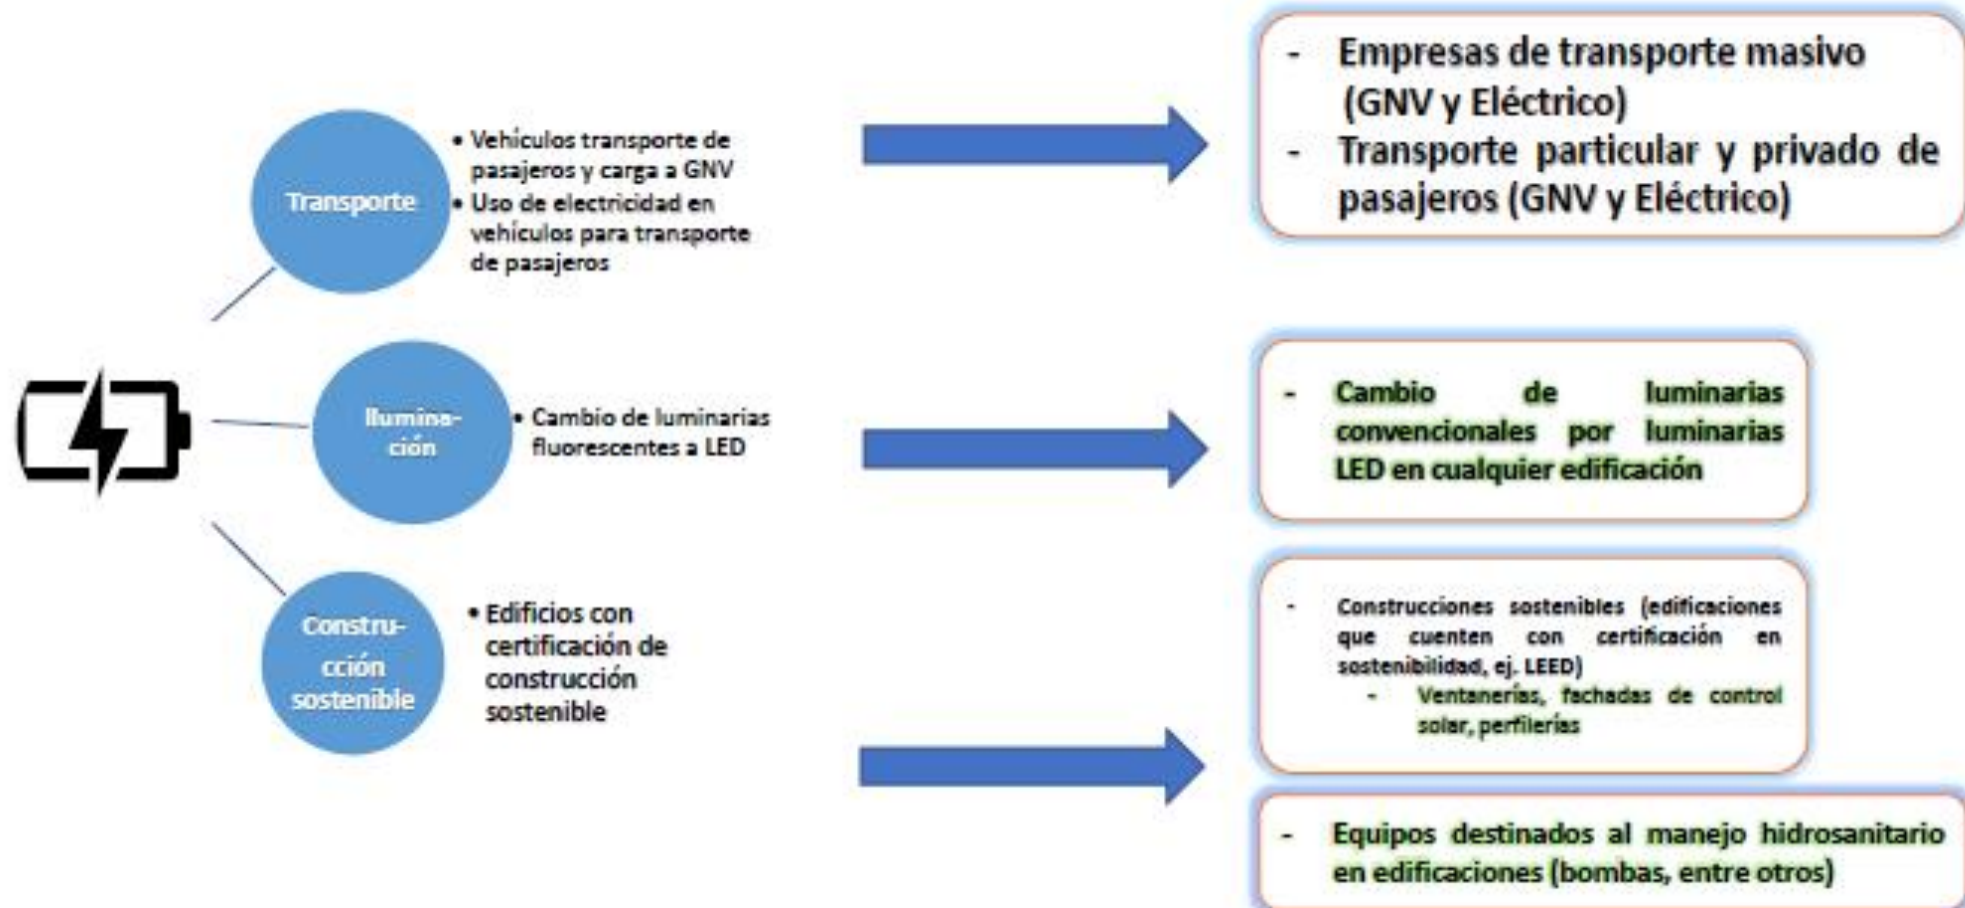 Transporte
• Vehículos transporte de
pasajeros y carga a GNV
• Uso de electricidad en
vehículos para transporte
de pasajeros
- Empresas de transporte masivo
(GNV y Eléctrico)
- Transporte particular y privado de
pasajeros (GNV y Eléctrico)
Ilumina-
ción
• Cambio de luminarias
fluorescentes a LED
- Cambio de luminarias
convencionales por luminarias
LED en cualquier edificación
Constru-
cción
sostenible
• Edificios con
certificación de
construcción
sostenible
- Construcciones sostenibles (edificaciones
que cuenten con certificación en
sostenibilidad, ej. LEED)
- Ventanerías, fachadas de control
solar, perfilerías
- Equipos destinados al manejo hidrosanitario
en edificaciones (bombas, entre otros)